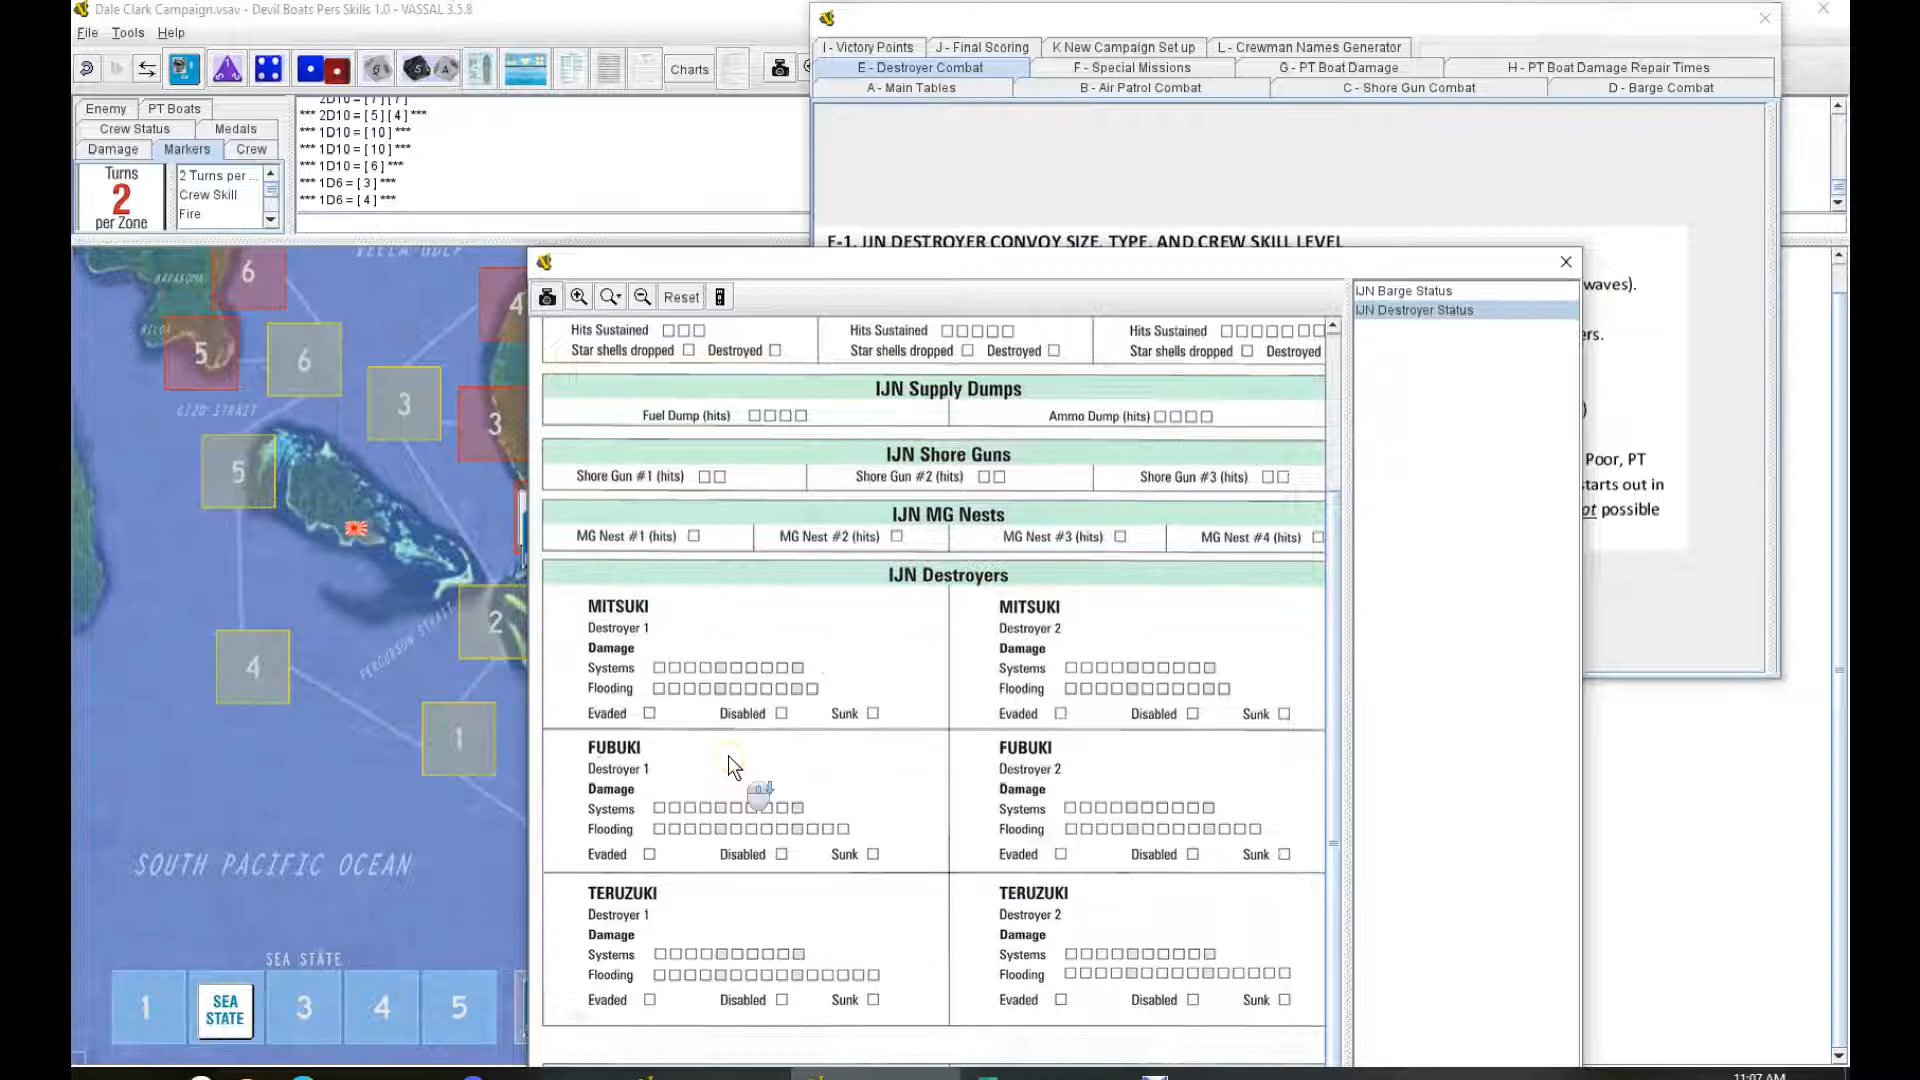 Dale Clark Campaign.vsav - Devil Boats Pers Skills 1.0 - VASSAL 3.5.8
File Tools Help
Charts
Enemy PT Boats
Crew Status Medals
Damage Markers Crew
Turns
2
per Zone
2 Turns per ...
Crew Skill
Fire
*** 2D10 = [ 5 ] [ 4 ] ***
*** 1D10 = [ 10 ] ***
*** 1D10 = [ 10 ] ***
*** 1D10 = [ 6 ] ***
*** 1D6 = [ 3 ] ***
*** 1D6 = [ 4 ] ***
I - Victory Points J - Final Scoring K New Campaign Set up L - Crewman Names Generator
E - Destroyer Combat F - Special Missions G - PT Boat Damage H - PT Boat Damage Repair Times
A - Main Tables B - Air Patrol Combat C - Shore Gun Combat D - Barge Combat
E-1. IJN DESTROYER CONVOY SIZE, TYPE, AND CREW SKILL LEVEL
waves).
ers.
)
Poor, PT
starts out in
ot possible
Reset
IJN Barge Status
IJN Destroyer Status
Hits Sustained Hits Sustained Hits Sustained
Star shells dropped Destroyed Star shells dropped Destroyed Star shells dropped Destroyed
IJN Supply Dumps
Fuel Dump (hits) Ammo Dump (hits)
IJN Shore Guns
Shore Gun #1 (hits) Shore Gun #2 (hits) Shore Gun #3 (hits)
IJN MG Nests
MG Nest #1 (hits) MG Nest #2 (hits) MG Nest #3 (hits) MG Nest #4 (hits)
IJN Destroyers
MITSUKI MITSUKI
Destroyer 1 Destroyer 2
Damage Damage
Systems Systems
Flooding Flooding
Evaded Disabled Sunk Evaded Disabled Sunk
FUBUKI FUBUKI
Destroyer 1 Destroyer 2
Damage Damage
Systems Systems
Flooding Flooding
Evaded Disabled Sunk Evaded Disabled Sunk
TERUZUKI TERUZUKI
Destroyer 1 Destroyer 2
Damage Damage
Systems Systems
Flooding Flooding
Evaded Disabled Sunk Evaded Disabled Sunk
VELLA GULF
6
4
5
6
3
3
GIZO STRAIT
5
2
FERGUSON STRAIT
4
1
SOUTH PACIFIC OCEAN
SEA STATE
1 SEA STATE 3 4 5
11:07 AM